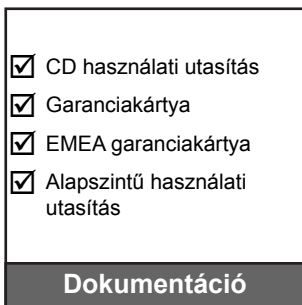 CD használati utasítás
Garanciakártya
EMEA garanciakártya
Alapszintű használati
utasítás
Dokumentáció